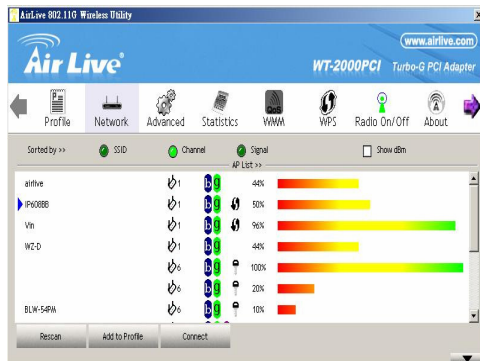 AirLive 802.11G Wireless Utility
www.airlive.com
Air Live®
WT-2000PCI Turbo-G PCI Adapter
Profile Network Advanced Statistics QoS WMM WPS Radio On/Off About
Sorted by >> SSID Channel Signal Show dBm
AP List >>
airlive 1 b g 44%
IP608BB 1 b g 50%
Vin 1 b g 96%
WZ-D 1 b g 44%
6 b g 100%
6 b g 20%
BLW-54PM 6 b g 10%
Rescan Add to Profile Connect